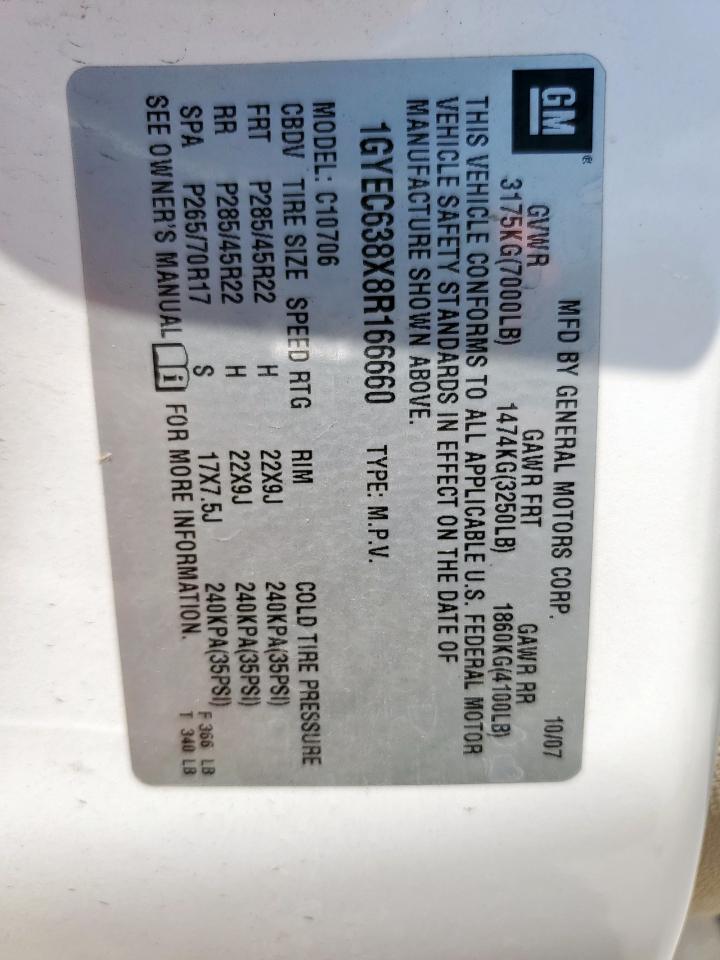 GM®
MFD BY GENERAL MOTORS CORP. 10/07
GVWR GAWR FRT GAWR RR
3175KG(7000LB) 1474KG(3250LB) 1860KG(4100LB)
THIS VEHICLE CONFORMS TO ALL APPLICABLE U.S. FEDERAL MOTOR
VEHICLE SAFETY STANDARDS IN EFFECT ON THE DATE OF
MANUFACTURE SHOWN ABOVE.
1GYEC638X8R166660 TYPE: M.P.V.
MODEL: C10706
CBDV TIRE SIZE SPEED RTG RIM COLD TIRE PRESSURE
FRT P285/45R22 H 22X9J 240KPA(35PSI)
RR P285/45R22 H 22X9J 240KPA(35PSI)
SPA P265/70R17 S 17X7.5J 240KPA(35PSI)
SEE OWNER'S MANUAL i FOR MORE INFORMATION.
F 366 LB
T 340 LB